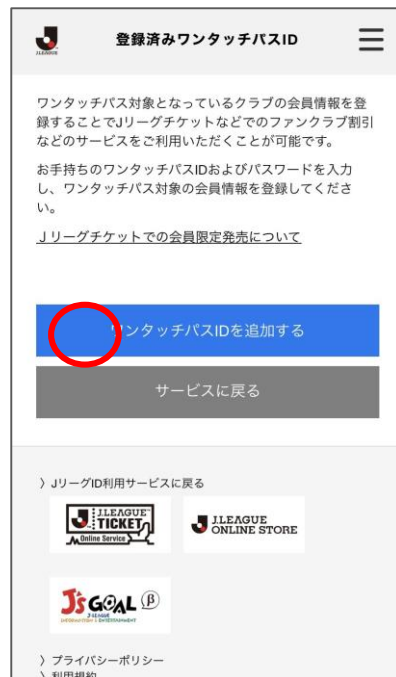 J.LEAGUE
登録済みワンタッチパスID
ワンタッチパス対象となっているクラブの会員情報を登
録することでJリーグチケットなどでのファンクラブ割引
などのサービスをご利用いただくことが可能です。
お手持ちのワンタッチパスIDおよびパスワードを入力
し、ワンタッチパス対象の会員情報を登録してくださ
い。
Jリーグチケットでの会員限定発売について
ワンタッチパスIDを追加する
サービスに戻る
〉JリーグID利用サービスに戻る
J.LEAGUE
TICKET
Online Service
J.LEAGUE
ONLINE STORE
J's GOAL β
J.LEAGUE
INFORMATION & ENTERTAINMENT
〉プライバシーポリシー
〉利用規約